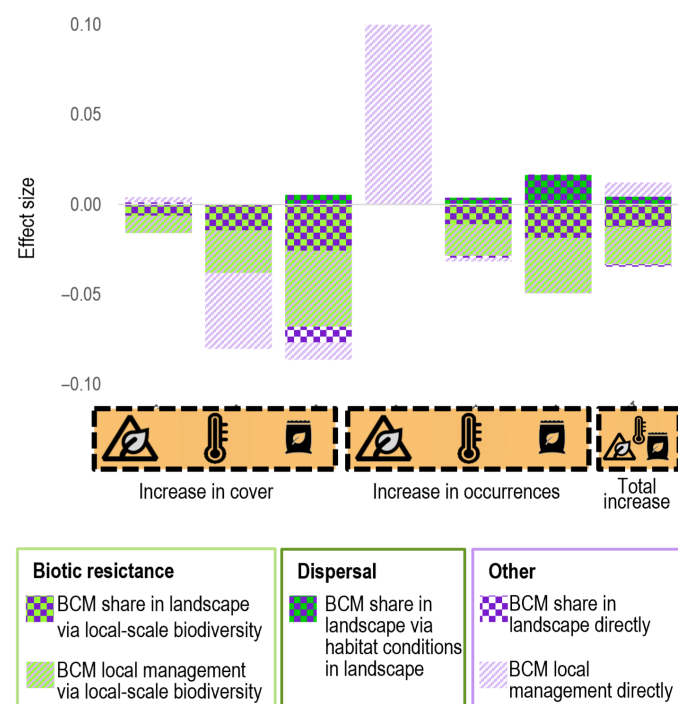 0.10
0.05
0.00
–0.05
–0.10
Effect size
Increase in cover
Increase in occurrences
Total
increase
Biotic resictance
BCM share in landscape
via local-scale biodiversity
BCM local management
via local-scale biodiversity
Dispersal
BCM share in
landscape via
habitat conditions
in landscape
Other
BCM share in
landscape directly
BCM local
management directly